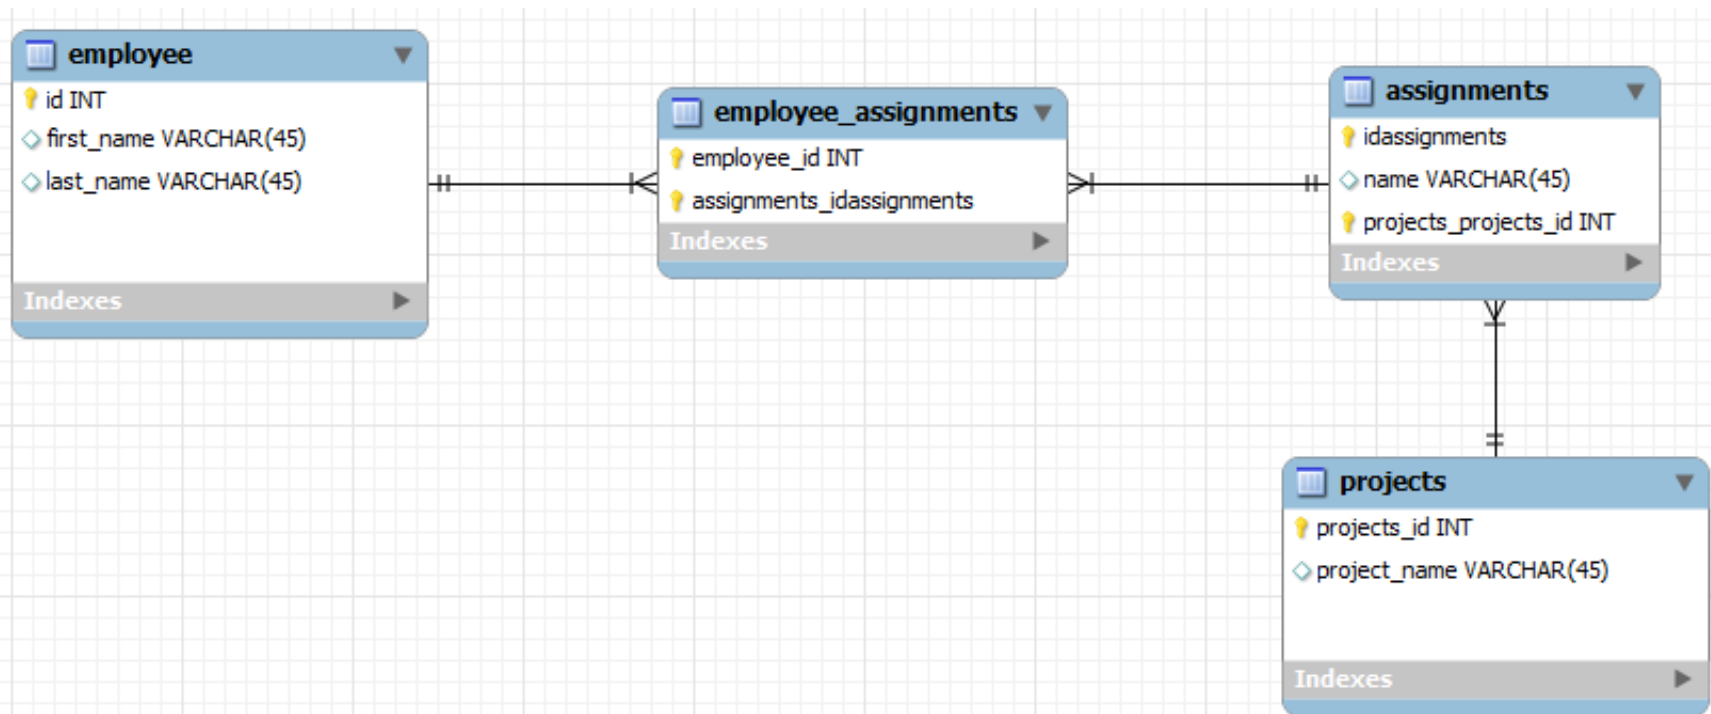 employee
id INT
first_name VARCHAR(45)
last_name VARCHAR(45)
Indexes
employee_assignments
employee_id INT
assignments_idassignments
Indexes
assignments
idassignments
name VARCHAR(45)
projects_projects_id INT
Indexes
projects
projects_id INT
project_name VARCHAR(45)
Indexes